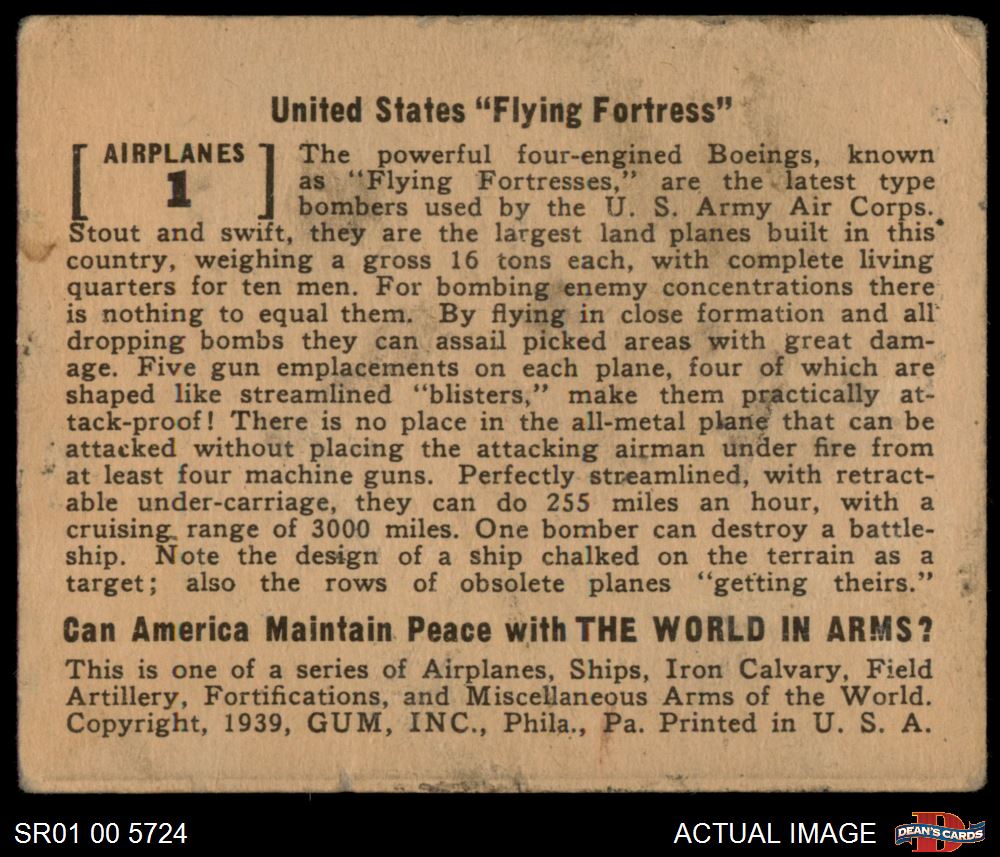 United States “Flying Fortress”
AIRPLANES
1
The powerful four-engined Boeings, known
as “Flying Fortresses,” are the latest type
bombers used by the U. S. Army Air Corps.
Stout and swift, they are the largest land planes built in this
country, weighing a gross 16 tons each, with complete living
quarters for ten men. For bombing enemy concentrations there
is nothing to equal them. By flying in close formation and all
dropping bombs they can assail picked areas with great dam-
age. Five gun emplacements on each plane, four of which are
shaped like streamlined “blisters,” make them practically at-
tack-proof! There is no place in the all-metal plane that can be
attacked without placing the attacking airman under fire from
at least four machine guns. Perfectly streamlined, with retract-
able under-carriage, they can do 255 miles an hour, with a
cruising range of 3000 miles. One bomber can destroy a battle-
ship. Note the design of a ship chalked on the terrain as a
target; also the rows of obsolete planes “getting theirs.”
Can America Maintain Peace with THE WORLD IN ARMS?
This is one of a series of Airplanes, Ships, Iron Calvary, Field
Artillery, Fortifications, and Miscellaneous Arms of the World.
Copyright, 1939, GUM, INC., Phila., Pa. Printed in U. S. A.
SR01 00 5724
ACTUAL IMAGE
D
DEAN'S CARDS